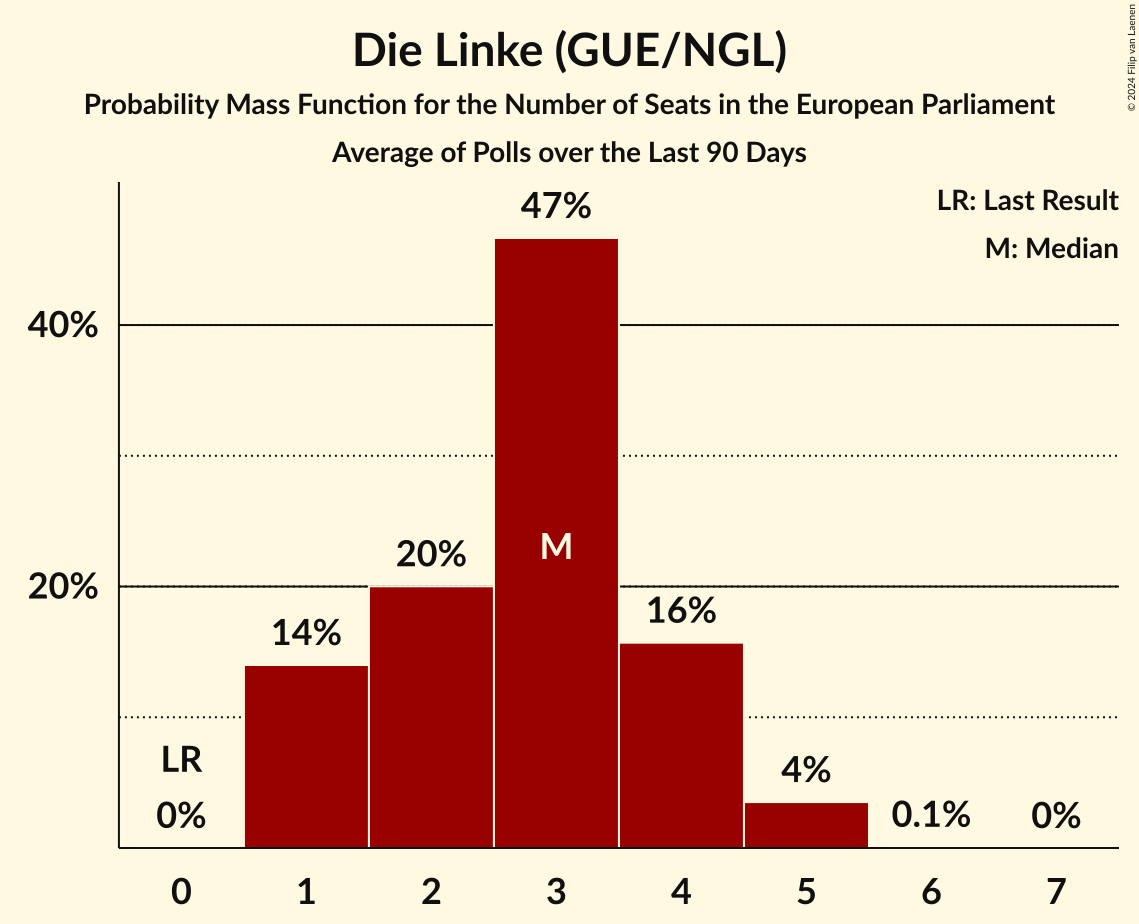 Die Linke (GUE/NGL)
Probability Mass Function for the Number of Seats in the European Parliament
Average of Polls over the Last 90 Days
© 2024 Filip van Laenen
LR: Last Result
M: Median
47%
40%
M
20%
20%
16%
14%
LR
4%
0%
0.1%
0%
0 1 2 3 4 5 6 7